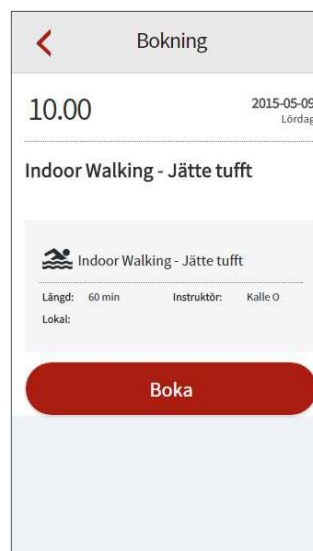 Bokning
10.00
2015-05-09
Lördag
Indoor Walking - Jätte tufft
Indoor Walking - Jätte tufft
Längd: 60 min Instruktör: Kalle O
Lokal:
Boka